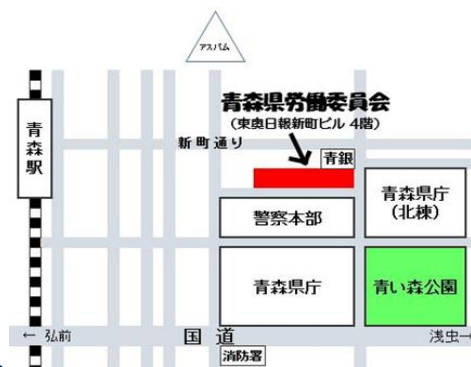 アスパム
青森県労働委員会
（東奥日報新町ビル 4階）
新町通り
青銀
青森駅
青森県庁
（北棟）
警察本部
青森県庁
青い森公園
← 弘前
国道
浅虫→
消防署